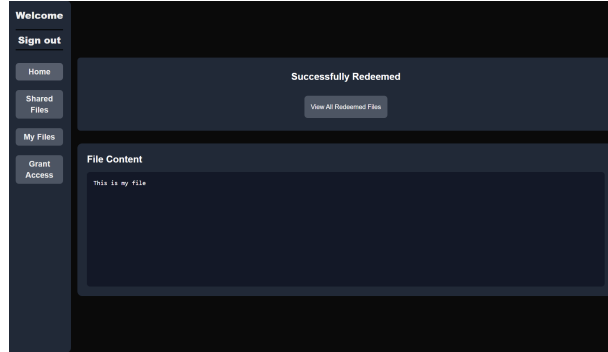 Welcome
Sign out
Home
Shared
Files
My Files
Grant
Access
Successfully Redeemed
View All Redeemed Files
File Content
This is my file